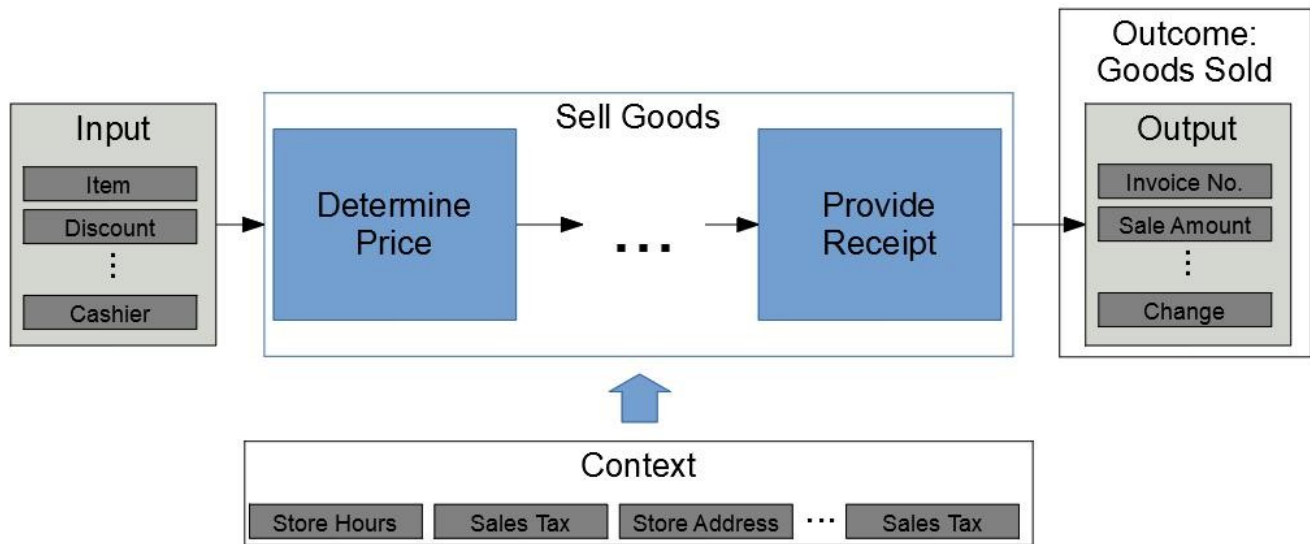 Input
Item
Discount
⋮
Cashier
Sell Goods
Determine
Price
...
Provide
Receipt
Outcome:
Goods Sold
Output
Invoice No.
Sale Amount
⋮
Change
Context
Store Hours Sales Tax Store Address ... Sales Tax